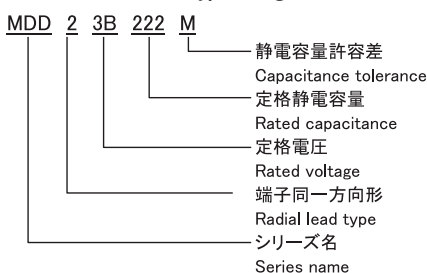 MDD 2 3B 222 M
静電容量許容差
Capacitance tolerance
定格静電容量
Rated capacitance
定格電圧
Rated voltage
端子同一方向形
Radial lead type
シリーズ名
Series name